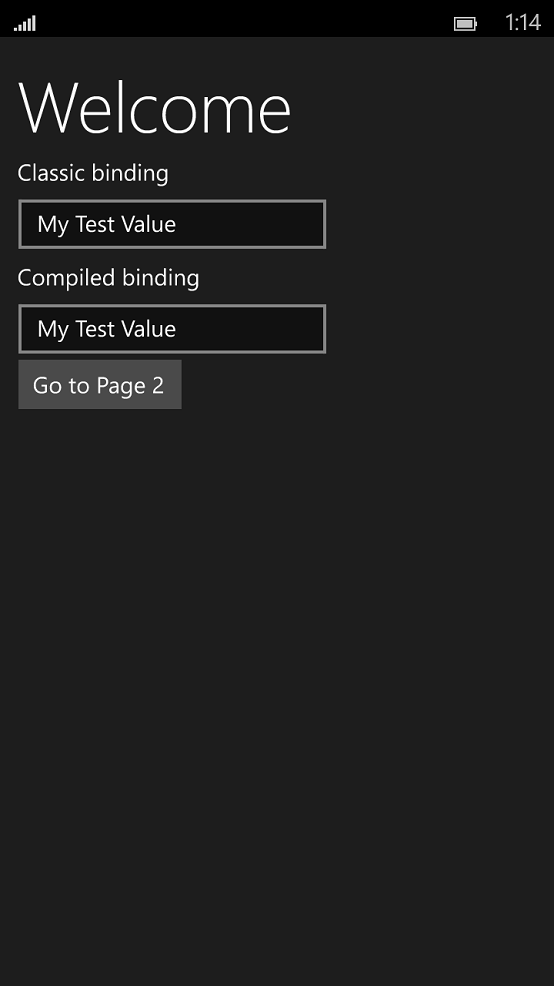 1:14
Welcome
Classic binding
My Test Value
Compiled binding
My Test Value
Go to Page 2